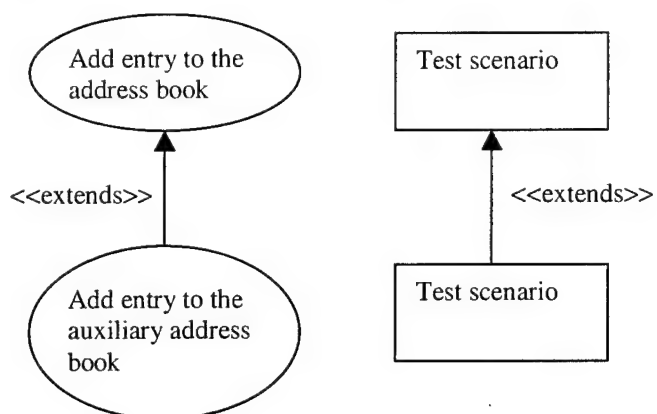 Add entry to the
address book
Test scenario
<<extends>>
<<extends>>
Add entry to the
auxiliary address
book
Test scenario